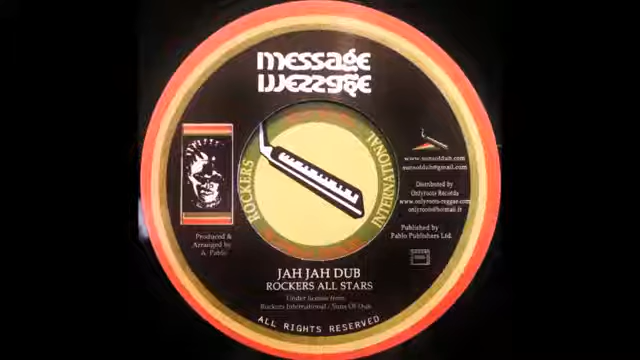 message
message
ROCKERS
INTERNATIONAL
www.sunsofdub.com
sunsofdub@gmail.com
Distributed by
Onlyroots Records
www.onlyroots-reggae.com
onlyroots@hotmail.fr
Published by
Pablo Publishers Ltd.
Produced &
Arranged by
A. Pablo
JAH JAH DUB
ROCKERS ALL STARS
Under license from
Rockers International / Suns Of Dub
ALL RIGHTS RESERVED